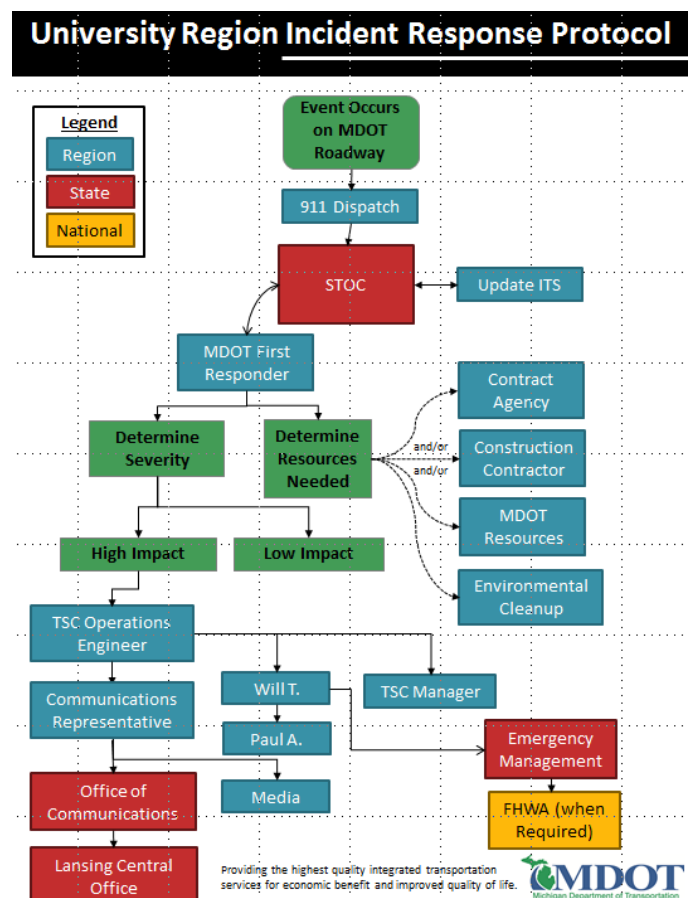 University Region Incident Response Protocol
Legend
Region
State
National
Event Occurs
on MDOT
Roadway
911 Dispatch
STOC
Update ITS
MDOT First
Responder
Contract
Agency
Determine
Severity
Determine
Resources
Needed
and/or
and/or
Construction
Contractor
MDOT
Resources
High Impact
Low Impact
Environmental
Cleanup
TSC Operations
Engineer
Will T.
TSC Manager
Communications
Representative
Paul A.
Emergency
Management
Office of
Communications
Media
FHWA (when
Required)
Lansing Central
Office
Providing the highest quality integrated transportation
services for economic benefit and improved quality of life.
MDOT
Michigan Department of Transportation